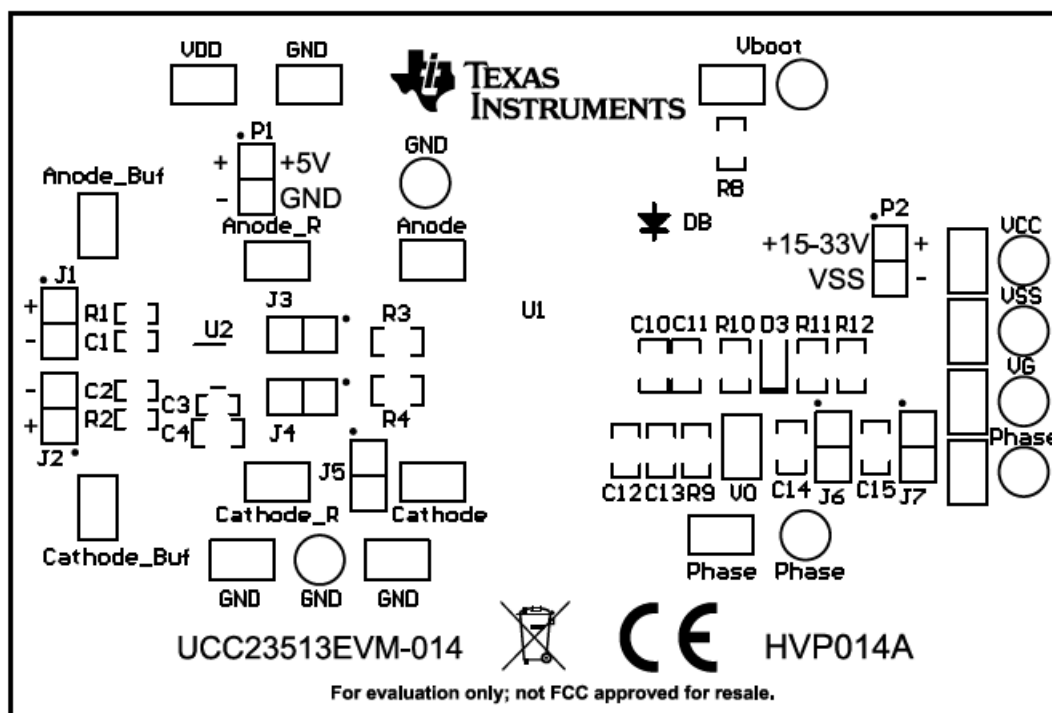 VDD GND Vboot
TEXAS
INSTRUMENTS
P1 GND
+ +5V
- GND
R8
Anode_Buf
Anode_R Anode
DB
P2 VCC
+15-33V +
VSS -
J1 J3 U1 VSS
+ R1 U2 R3 C10 C11 R10 D3 R11 R12
- C1
VG
- C2 C3
+ R2 C4 J4 R4 Phase
J2 J5
C12 C13 R9 VO C14 J6 C15 J7
Cathode_R Cathode
Cathode_Buf
Phase Phase
GND GND GND
UCC23513EVM-014 CE HVP014A
For evaluation only; not FCC approved for resale.